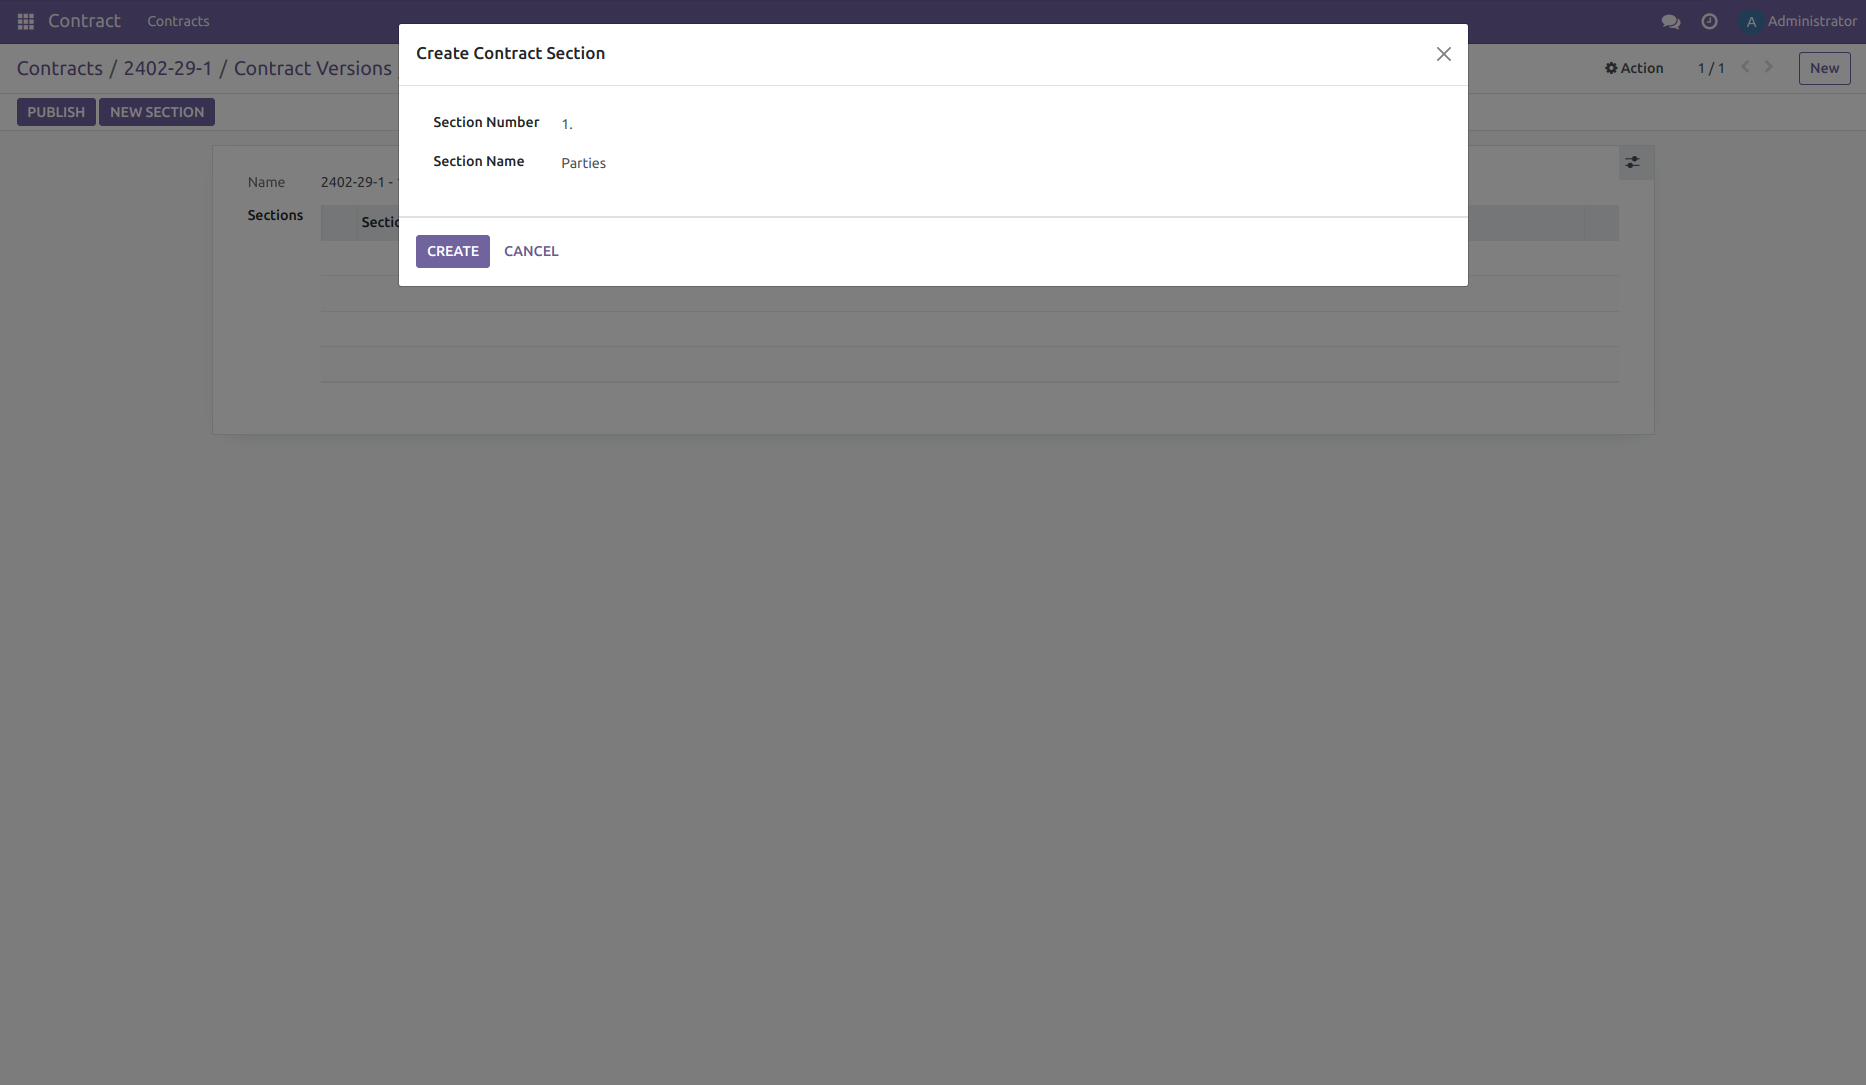 Contract Contracts A Administrator
Create Contract Section
Contracts / 2402-29-1 / Contract Versions Action 1 / 1 New
PUBLISH NEW SECTION
Section Number 1.
Section Name Parties
Name 2402-29-1 -
Sections
CREATE CANCEL